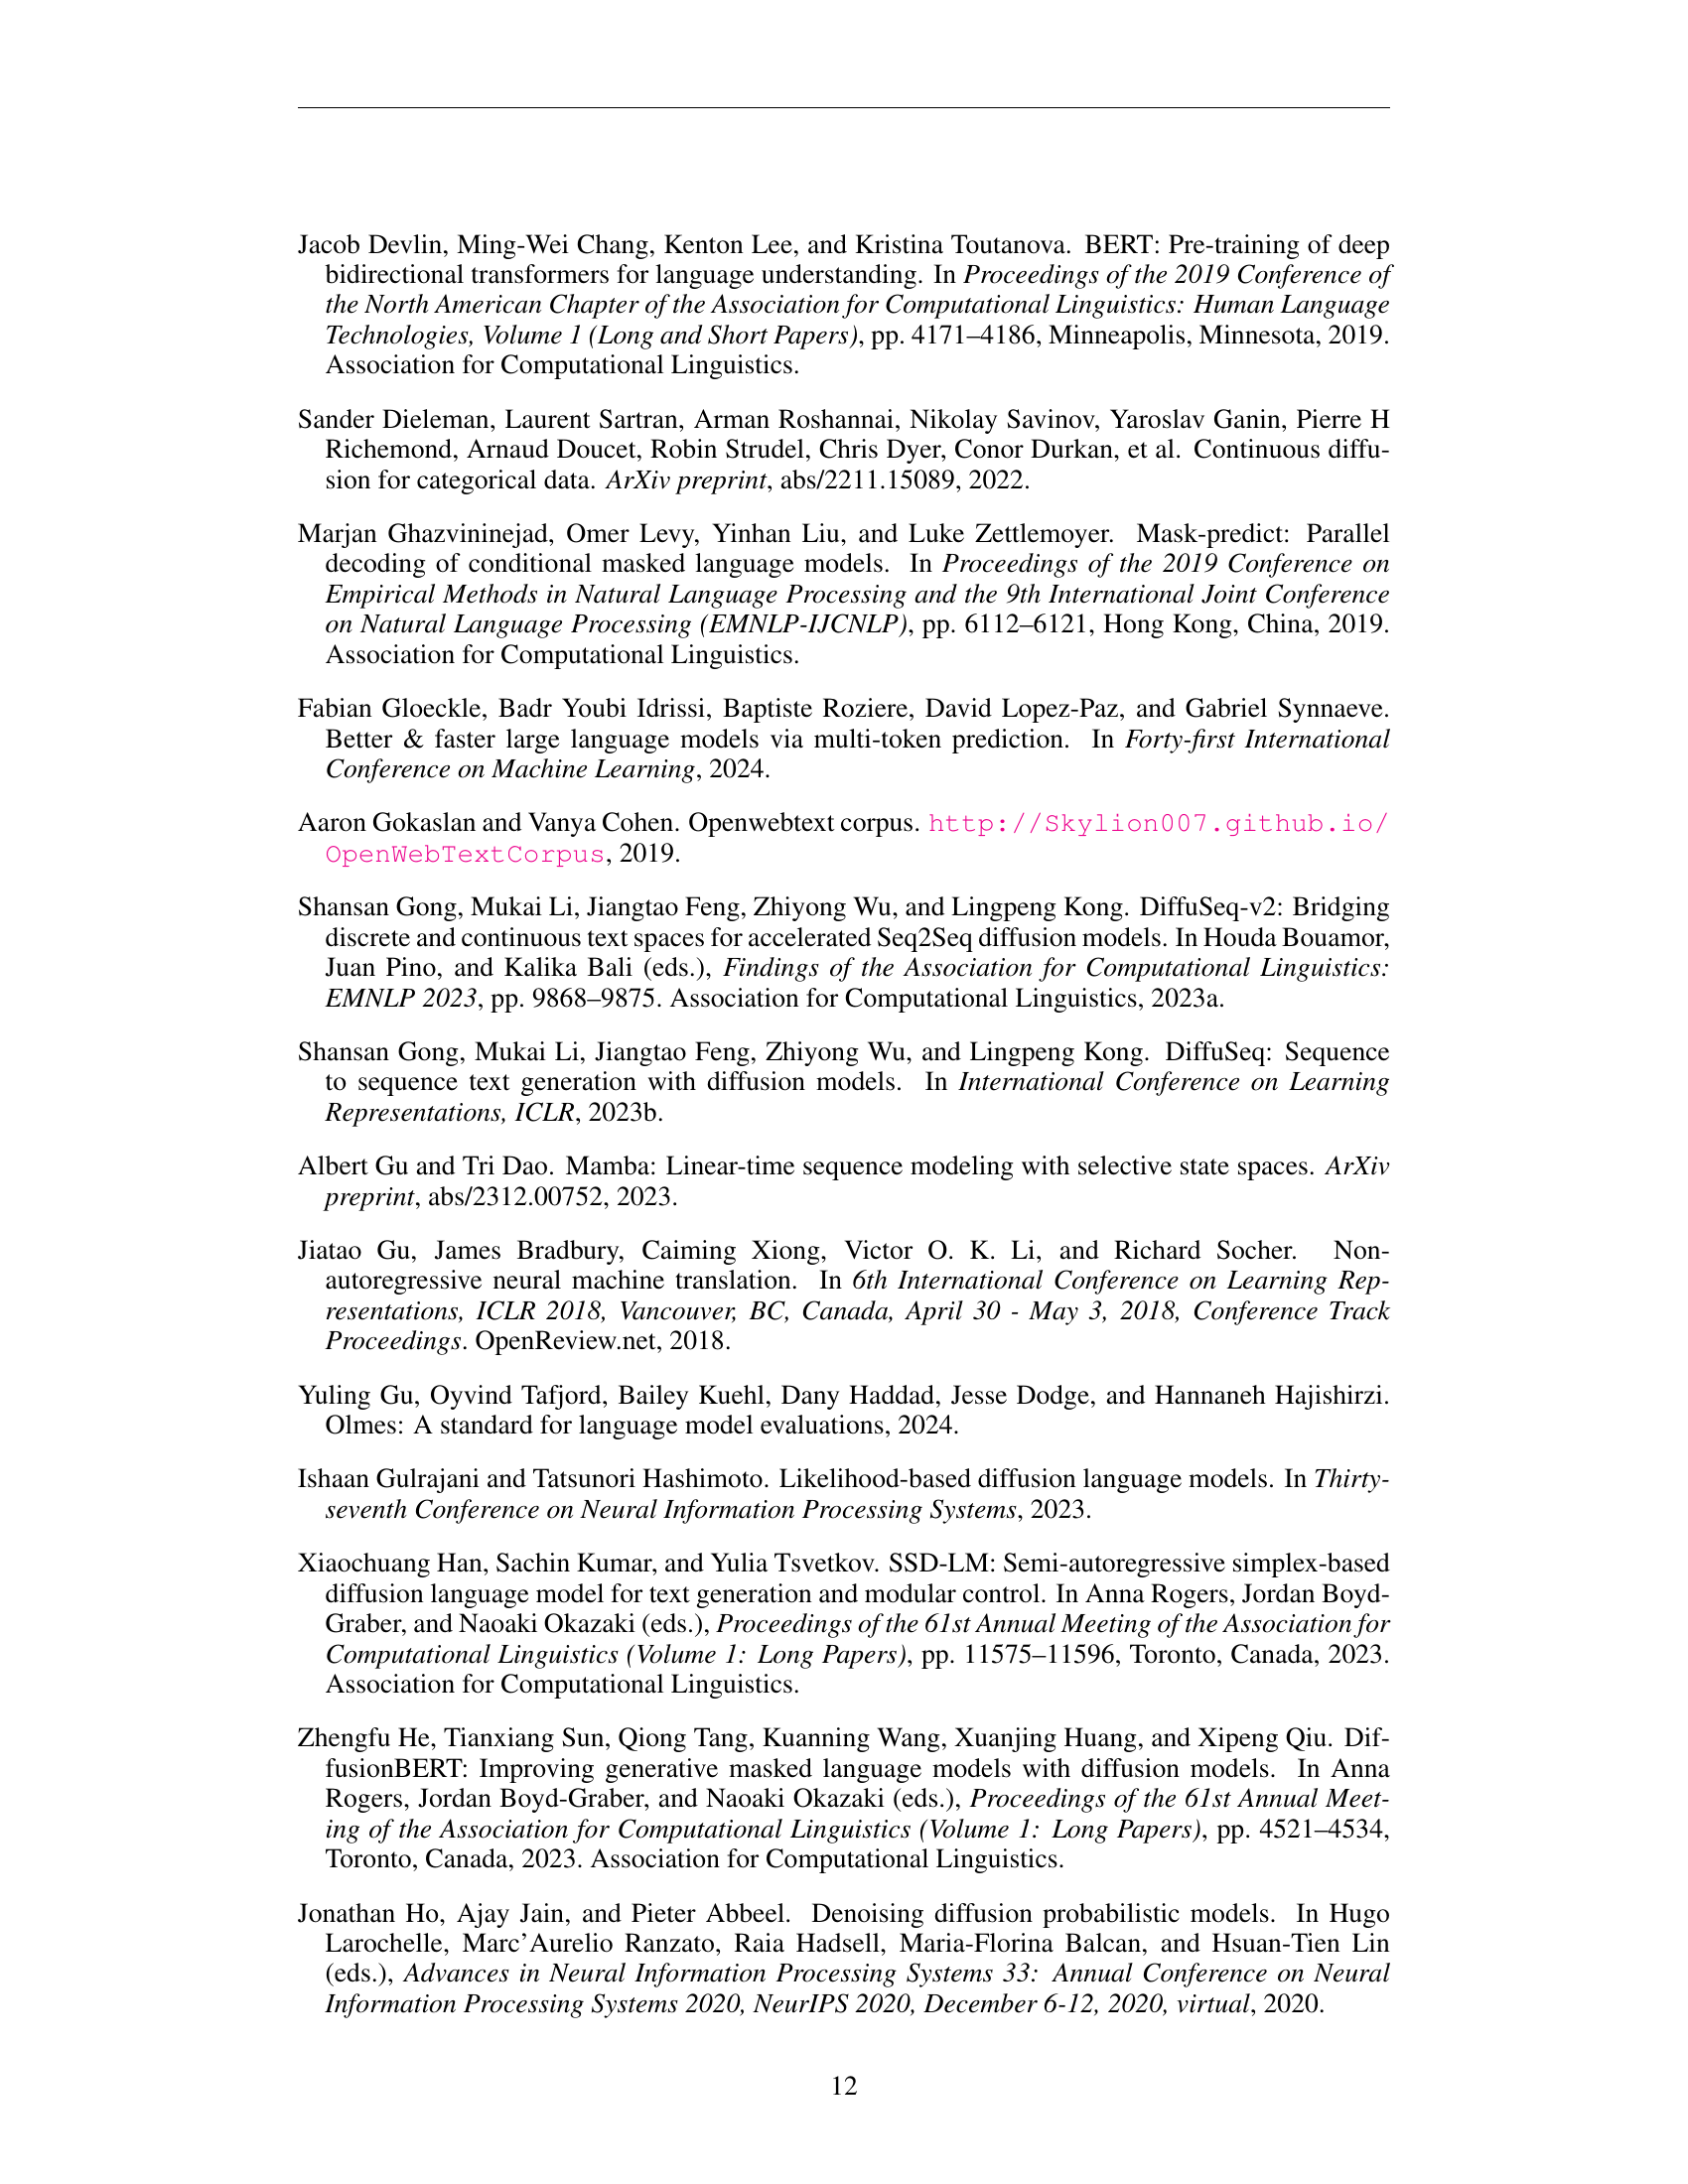 Jacob Devlin, Ming-Wei Chang, Kenton Lee, and Kristina Toutanova. BERT: Pre-training of deep
bidirectional transformers for language understanding. In Proceedings of the 2019 Conference of
the North American Chapter of the Association for Computational Linguistics: Human Language
Technologies, Volume 1 (Long and Short Papers), pp. 4171–4186, Minneapolis, Minnesota, 2019.
Association for Computational Linguistics.
Sander Dieleman, Laurent Sartran, Arman Roshannai, Nikolay Savinov, Yaroslav Ganin, Pierre H
Richemond, Arnaud Doucet, Robin Strudel, Chris Dyer, Conor Durkan, et al. Continuous diffu-
sion for categorical data. ArXiv preprint, abs/2211.15089, 2022.
Marjan Ghazvininejad, Omer Levy, Yinhan Liu, and Luke Zettlemoyer. Mask-predict: Parallel
decoding of conditional masked language models. In Proceedings of the 2019 Conference on
Empirical Methods in Natural Language Processing and the 9th International Joint Conference
on Natural Language Processing (EMNLP-IJCNLP), pp. 6112–6121, Hong Kong, China, 2019.
Association for Computational Linguistics.
Fabian Gloeckle, Badr Youbi Idrissi, Baptiste Roziere, David Lopez-Paz, and Gabriel Synnaeve.
Better & faster large language models via multi-token prediction. In Forty-first International
Conference on Machine Learning, 2024.
Aaron Gokaslan and Vanya Cohen. Openwebtext corpus. http://Skylion007.github.io/
OpenWebTextCorpus, 2019.
Shansan Gong, Mukai Li, Jiangtao Feng, Zhiyong Wu, and Lingpeng Kong. DiffuSeq-v2: Bridging
discrete and continuous text spaces for accelerated Seq2Seq diffusion models. In Houda Bouamor,
Juan Pino, and Kalika Bali (eds.), Findings of the Association for Computational Linguistics:
EMNLP 2023, pp. 9868–9875. Association for Computational Linguistics, 2023a.
Shansan Gong, Mukai Li, Jiangtao Feng, Zhiyong Wu, and Lingpeng Kong. DiffuSeq: Sequence
to sequence text generation with diffusion models. In International Conference on Learning
Representations, ICLR, 2023b.
Albert Gu and Tri Dao. Mamba: Linear-time sequence modeling with selective state spaces. ArXiv
preprint, abs/2312.00752, 2023.
Jiatao Gu, James Bradbury, Caiming Xiong, Victor O. K. Li, and Richard Socher. Non-
autoregressive neural machine translation. In 6th International Conference on Learning Rep-
resentations, ICLR 2018, Vancouver, BC, Canada, April 30 - May 3, 2018, Conference Track
Proceedings. OpenReview.net, 2018.
Yuling Gu, Oyvind Tafjord, Bailey Kuehl, Dany Haddad, Jesse Dodge, and Hannaneh Hajishirzi.
Olmes: A standard for language model evaluations, 2024.
Ishaan Gulrajani and Tatsunori Hashimoto. Likelihood-based diffusion language models. In Thirty-
seventh Conference on Neural Information Processing Systems, 2023.
Xiaochuang Han, Sachin Kumar, and Yulia Tsvetkov. SSD-LM: Semi-autoregressive simplex-based
diffusion language model for text generation and modular control. In Anna Rogers, Jordan Boyd-
Graber, and Naoaki Okazaki (eds.), Proceedings of the 61st Annual Meeting of the Association for
Computational Linguistics (Volume 1: Long Papers), pp. 11575–11596, Toronto, Canada, 2023.
Association for Computational Linguistics.
Zhengfu He, Tianxiang Sun, Qiong Tang, Kuanning Wang, Xuanjing Huang, and Xipeng Qiu. Dif-
fusionBERT: Improving generative masked language models with diffusion models. In Anna
Rogers, Jordan Boyd-Graber, and Naoaki Okazaki (eds.), Proceedings of the 61st Annual Meet-
ing of the Association for Computational Linguistics (Volume 1: Long Papers), pp. 4521–4534,
Toronto, Canada, 2023. Association for Computational Linguistics.
Jonathan Ho, Ajay Jain, and Pieter Abbeel. Denoising diffusion probabilistic models. In Hugo
Larochelle, Marc'Aurelio Ranzato, Raia Hadsell, Maria-Florina Balcan, and Hsuan-Tien Lin
(eds.), Advances in Neural Information Processing Systems 33: Annual Conference on Neural
Information Processing Systems 2020, NeurIPS 2020, December 6-12, 2020, virtual, 2020.
12